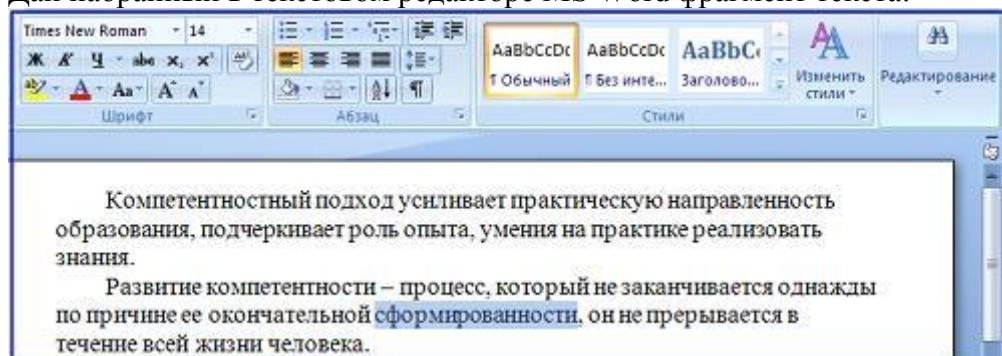 Дан набранный в текстовом редакторе MS Word фрагмент текста:
Times New Roman 14
Ж К Ч abc x, x'
ab A Aa A A
Шрифт
Абзац
AaBbCcDc AaBbCcDc AaBbC
¶ Обычный ¶ Без инте... Заголово...
Изменить стили
Редактирование
Стили
Компетентностный подход усиливает практическую направленность
образования, подчеркивает роль опыта, умения на практике реализовать
знания.
Развитие компетентности – процесс, который не заканчивается однажды
по причине ее окончательной сформированности, он не прерывается в
течение всей жизни человека.